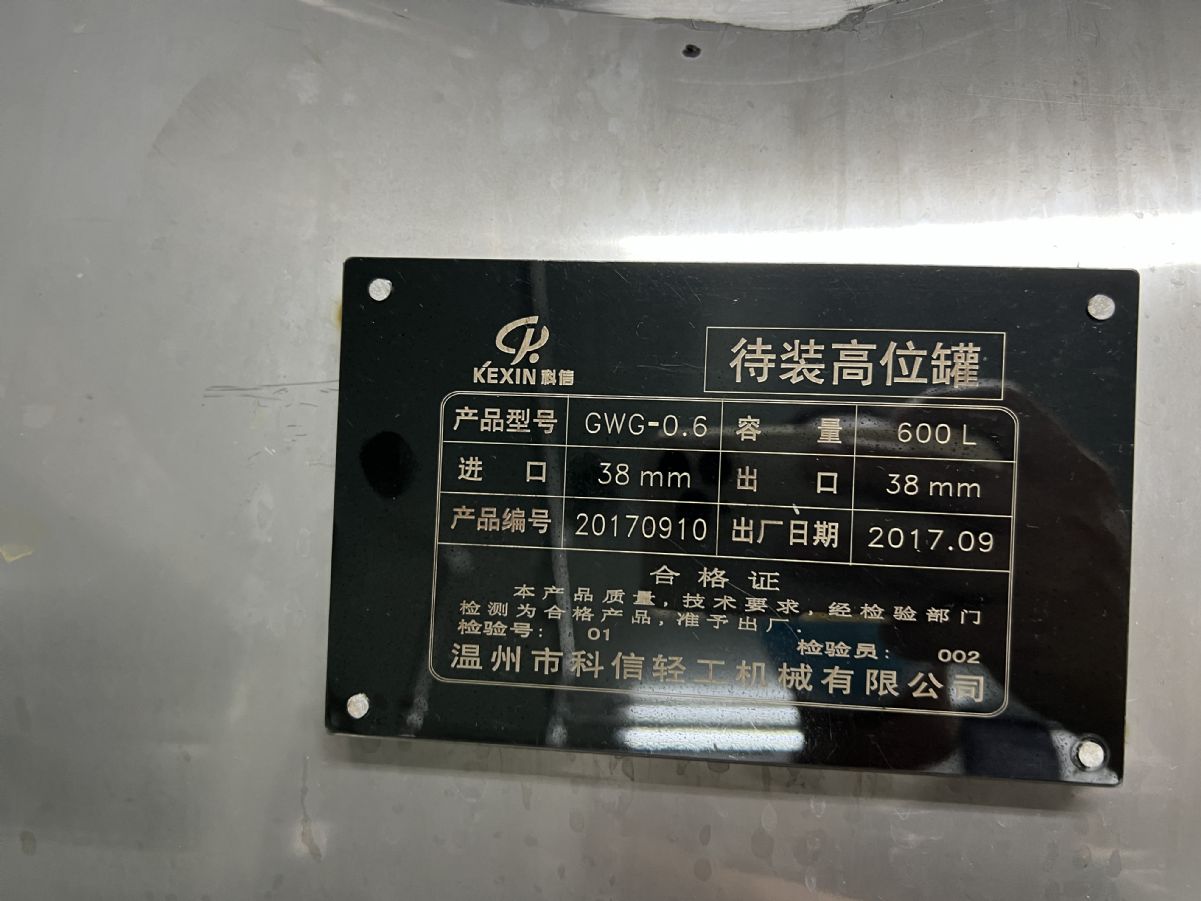 KEXIN 科信
待装高位罐
产品型号 GWG-0.6 容量 600 L
进口 38 mm 出口 38 mm
产品编号 20170910 出厂日期 2017.09
合格证
本产品质量,技术要求,经检验部门
检测为合格产品,准予出厂.
检验号: 01
检验员: 002
温州市科信轻工机械有限公司